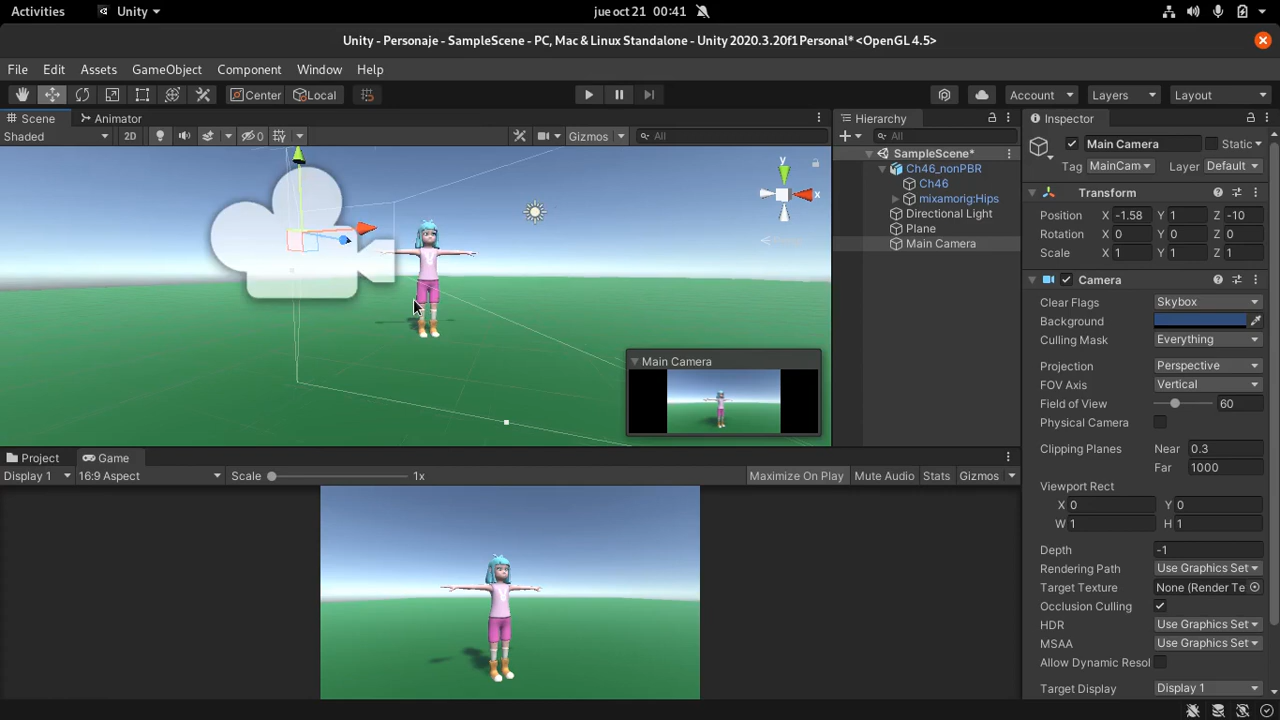 Activities Unity jue oct 21 00:41
Unity - Personaje - SampleScene - PC, Mac & Linux Standalone - Unity 2020.3.20f1 Personal* <OpenGL 4.5>
File Edit Assets GameObject Component Window Help
Center Local Account Layers Layout
Scene Animator
Shaded 2D 0 Gizmos All
y
x
Main Camera
Hierarchy
All
SampleScene*
Ch46_nonPBR
Ch46
mixamorig:Hips
Directional Light
Plane
Main Camera
Inspector
Main Camera Static
Tag MainCam Layer Default
Transform
Position X -1.58 Y 1 Z -10
Rotation X 0 Y 0 Z 0
Scale X 1 Y 1 Z 1
Camera
Clear Flags Skybox
Background
Culling Mask Everything
Projection Perspective
FOV Axis Vertical
Field of View 60
Physical Camera
Clipping Planes Near 0.3
Far 1000
Viewport Rect
X 0 Y 0
W 1 H 1
Depth -1
Rendering Path Use Graphics Set
Target Texture None (Render Te
Occlusion Culling
HDR Use Graphics Set
MSAA Use Graphics Set
Allow Dynamic Resol
Target Display Display 1
Project Game
Display 1 16:9 Aspect Scale 1x Maximize On Play Mute Audio Stats Gizmos